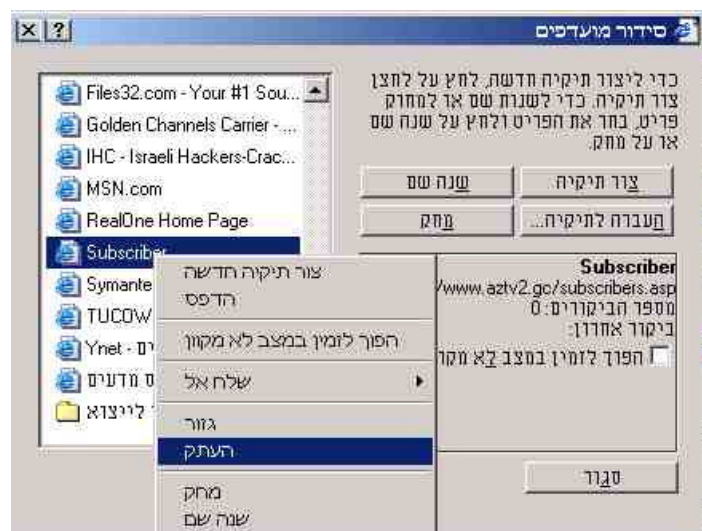 סידור מועדפים
כדי ליצור תיקיה חדשה, לחץ על לחצן
צור תיקיה. כדי לשנות שם או למחוק
פריט, בחר את הפריט ולחץ על שנה שם
או על מחק.
צור תיקיה
שנה שם
העברה לתיקיה...
מחק
Subscriber
/www.aztv2.gc/subscribers.asp
מספר הביקורים: 0
ביקור אחרון:
הפוך לזמין במצב לא מקו
סגור
Files32.com - Your #1 Sou...
Golden Channels Carrier - ...
IHC - Israeli Hackers-Crac...
MSN.com
RealOne Home Page
Subscriber
Symante
TUCOW
Ynet - ים
ס מדעים
לייצוא
צור תיקיה חדשה
הדפס
הפוך לזמין במצב לא מקוון
שלח אל
גזור
העתק
מחק
שנה שם